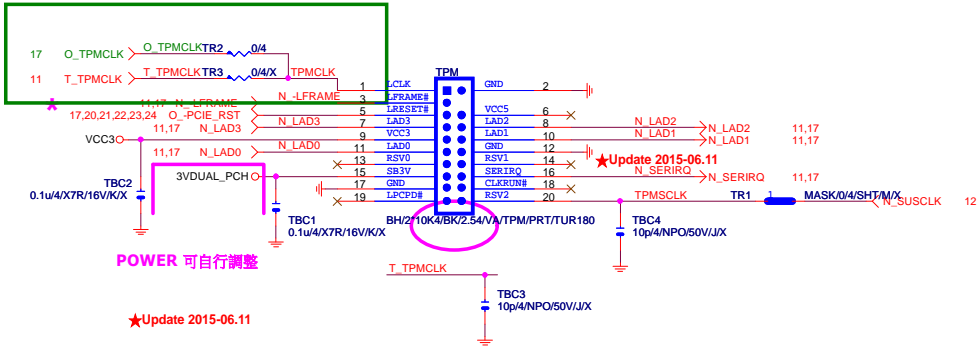 17 O_TPMCLK O_TPMCLK TR2 0/4
11 T_TPMCLK T_TPMCLK TR3 0/4/X TPMCLK
TPM
1 LCLK GND 2
11,17 N_-LFRAME N_-LFRAME 3 LFRAME#
17,20,21,22,23,24 O_-PCIE_RST 5 LRESET# VCC5 6
N_LAD3 N_LAD3 7 LAD3 LAD2 8 N_LAD2 N_LAD2 11,17
VCC3 9 VCC3 LAD1 10 N_LAD1 N_LAD1 11,17
11,17 N_LAD0 N_LAD0 11 LAD0 GND 12
13 RSV0 RSV1 14 ★Update 2015-06.11
3VDUAL_PCH 15 SB3V SERIRQ 16 N_SERIRQ N_SERIRQ 11,17
17 GND CLKRUN# 18
19 LPCPD# RSV2 20 TPMSCLK TR1 1 MASK/0/4/SHT/M/X N_SUSCLK 12
TBC2
0.1u/4/X7R/16V/K/X
TBC1
0.1u/4/X7R/16V/K/X
BH/2*10K4/BK/2.54/VA/TPM/PRT/TUR180
TBC4
10p/4/NPO/50V/J/X
POWER 可自行調整
T_TPMCLK
TBC3
10p/4/NPO/50V/J/X
★Update 2015-06.11